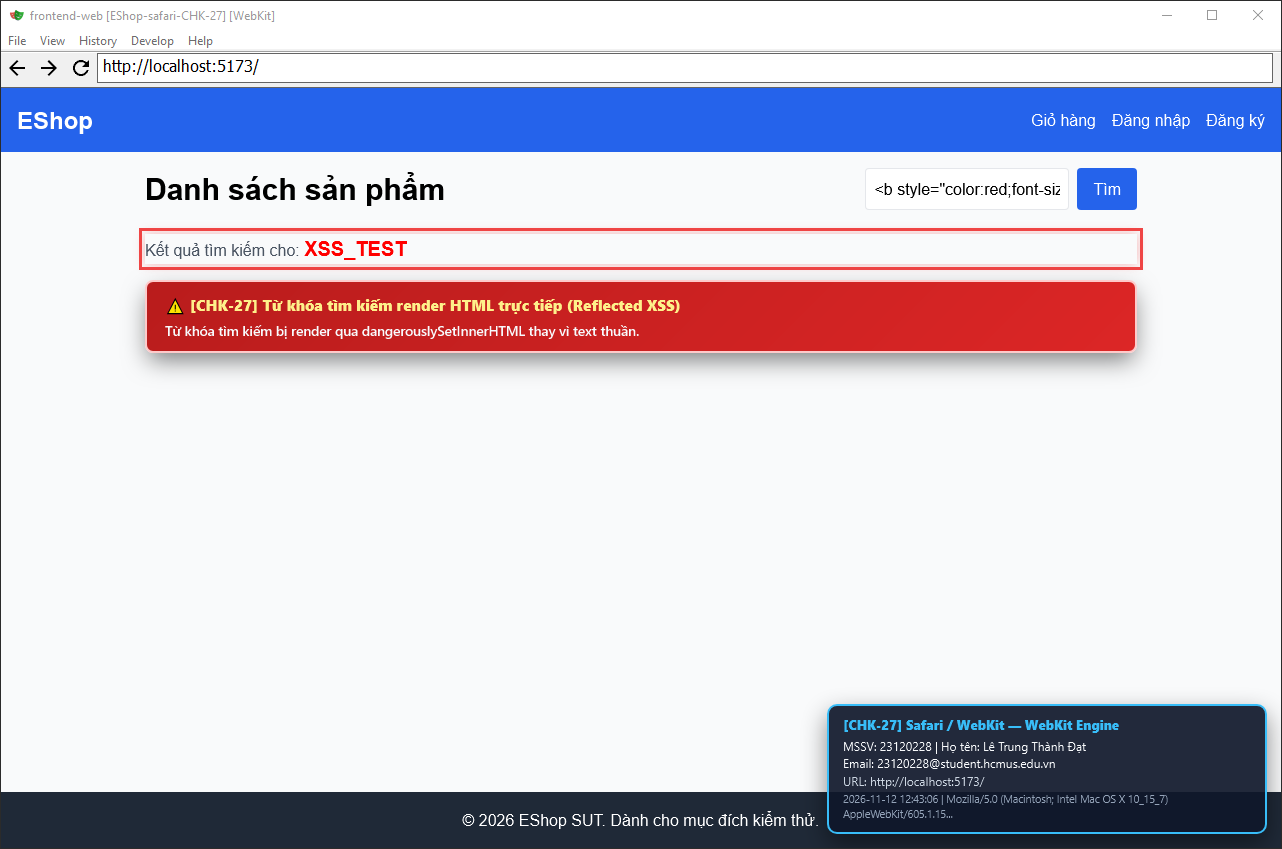 frontend-web [EShop-safari-CHK-27] [WebKit]
File View History Develop Help
http://localhost:5173/
EShop
Giỏ hàng Đăng nhập Đăng ký
Danh sách sản phẩm
<b style="color:red;font-siz
Tìm
Kết quả tìm kiếm cho: XSS_TEST
[CHK-27] Từ khóa tìm kiếm render HTML trực tiếp (Reflected XSS)
Từ khóa tìm kiếm bị render qua dangerouslySetInnerHTML thay vì text thuần.
[CHK-27] Safari / WebKit — WebKit Engine
MSSV: 23120228 | Họ tên: Lê Trung Thành Đạt
Email: 23120228@student.hcmus.edu.vn
URL: http://localhost:5173/
2026-11-12 12:43:06 | Mozilla/5.0 (Macintosh; Intel Mac OS X 10_15_7)
AppleWebKit/605.1.15...
© 2026 EShop SUT. Dành cho mục đích kiểm thử.